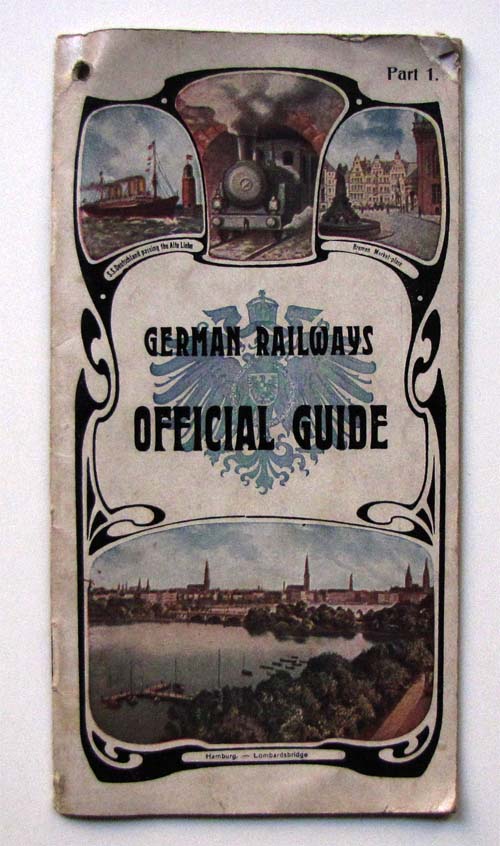 Part 1.
S.S. Deutschland passing the Alte Liebe
Bremen Market-place
GERMAN RAILWAYS
OFFICIAL GUIDE
Hamburg. — Lombardsbridge